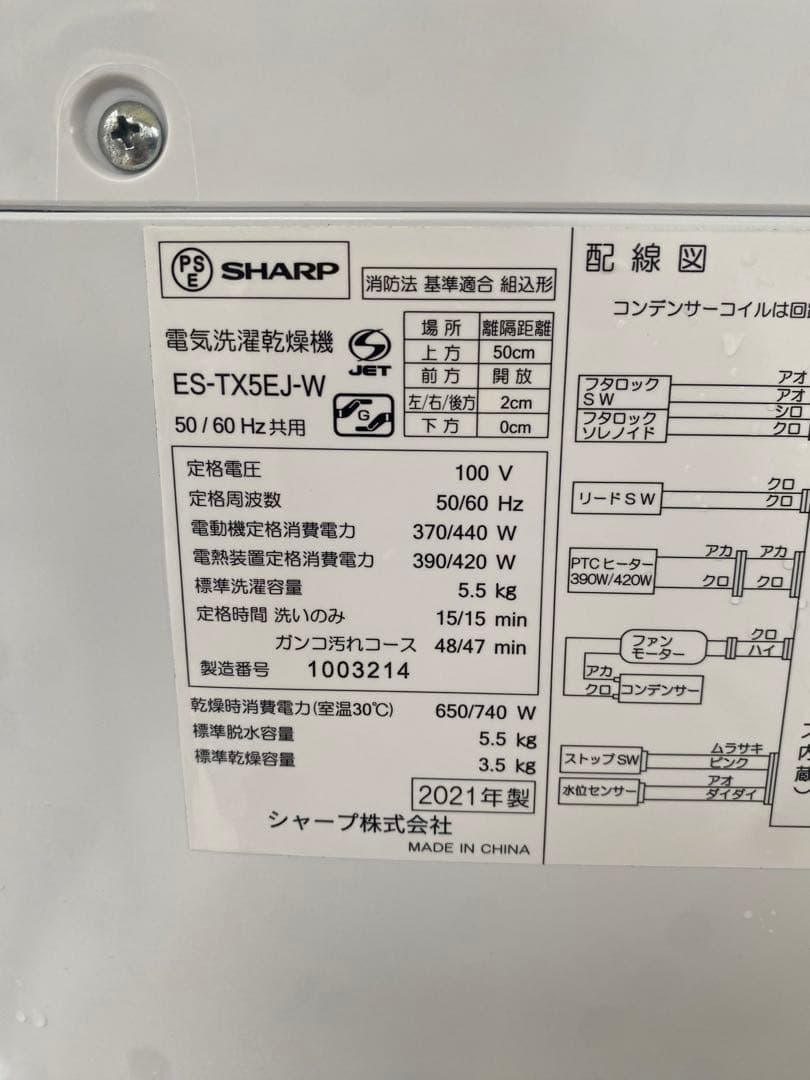 PSE SHARP
消防法 基準適合 組込形
電気洗濯乾燥機
JET
ES-TX5EJ-W
G
50/60 Hz共用
場所 離隔距離
上方 50cm
前方 開放
左/右/後方 2cm
下方 0cm
定格電圧 100 V
定格周波数 50/60 Hz
電動機定格消費電力 370/440 W
電熱装置定格消費電力 390/420 W
標準洗濯容量 5.5 kg
定格時間 洗いのみ 15/15 min
ガンコ汚れコース 48/47 min
製造番号 1003214
乾燥時消費電力(室温30℃) 650/740 W
標準脱水容量 5.5 kg
標準乾燥容量 3.5 kg
2021年製
シャープ株式会社
MADE IN CHINA
配線図
コンデンサーコイルは回
フタロック
SW
アオ
アオ
フタロック
ソレノイド
シロ
クロ
リードSW
クロ
クロ
PTCヒーター
390W/420W
アカ アカ
クロ クロ
ファン
モーター
クロ
ハイ
アカ
クロ
コンデンサー
ストップSW
ムラサキ
ピンク
水位センサー
アオ
ダイダイ
内
蔵
)